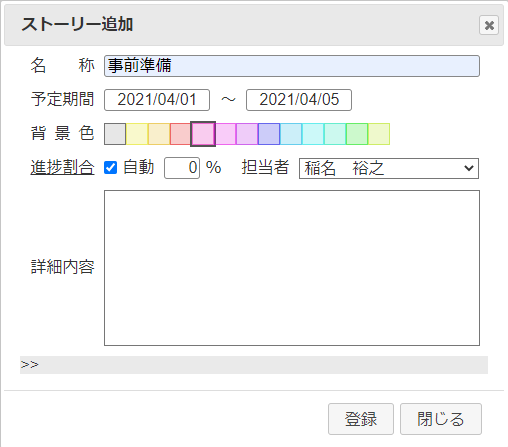 ストーリー追加
名 称 事前準備
予定期間 2021/04/01 ～ 2021/04/05
背 景 色
進捗割合 自動 0 % 担当者 稲名 裕之
詳細内容
>>
登録 閉じる